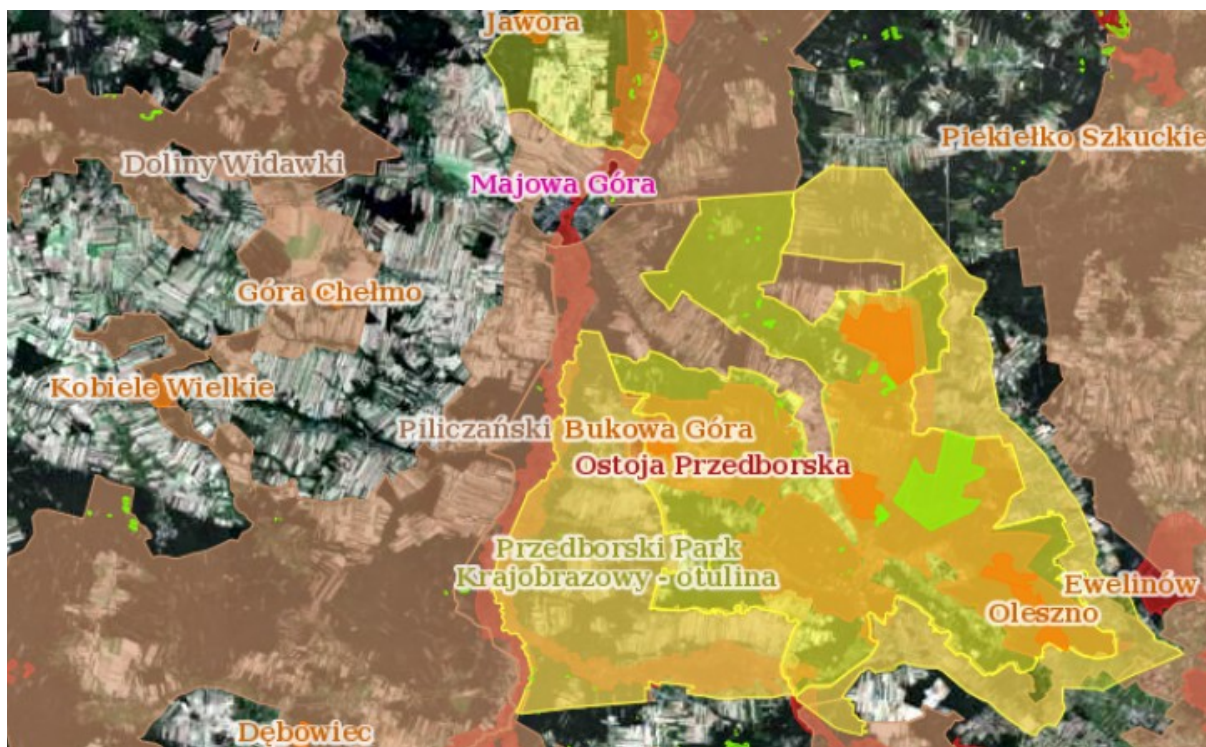 Jawora
Piekiełko Szkuckie
Doliny Widawki
Majowa Góra
Góra Chełmo
Kobiele Wielkie
Piliczański
Bukowa Góra
Ostoja Przedborska
Przedborski Park
Krajobrazowy - otulina
Ewelinów
Oleszno
Dębowiec